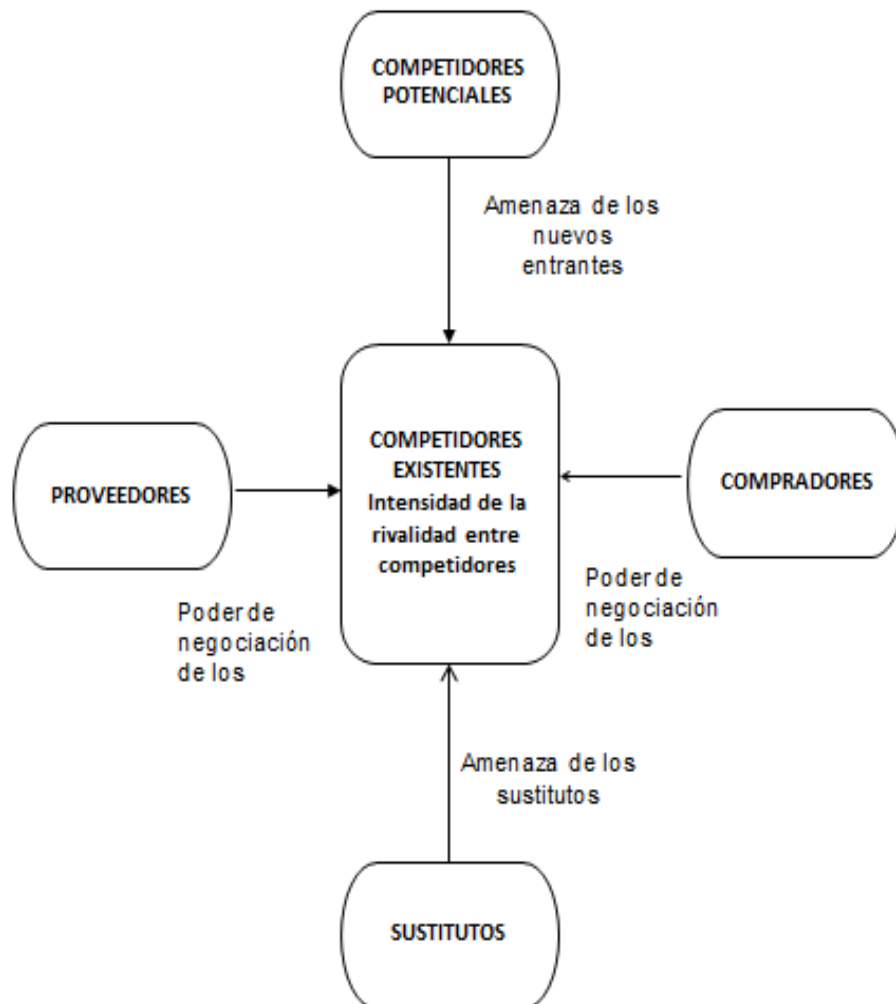 COMPETIDORES
POTENCIALES
Amenaza de los
nuevos
entrantes
COMPETIDORES
EXISTENTES
Intensidad de la
rivalidad entre
competidores
PROVEEDORES
COMPRADORES
Poder de
negociación
de los
Poder de
negociación
de los
Amenaza de los
sustitutos
SUSTITUTOS